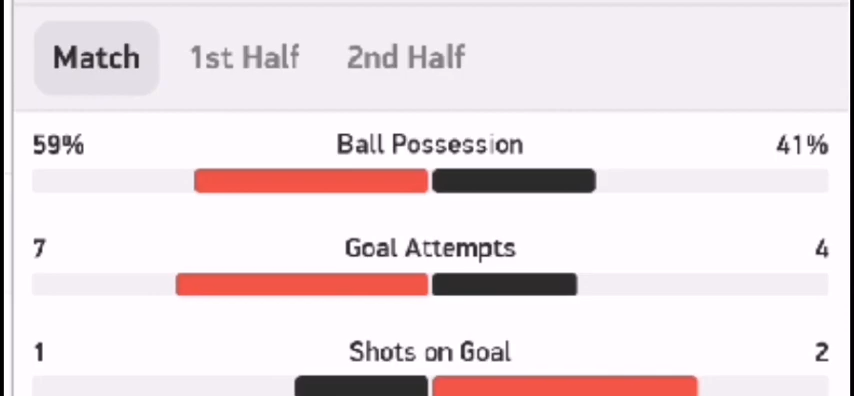 Match 1st Half 2nd Half
59% Ball Possession 41%
7 Goal Attempts 4
1 Shots on Goal 2